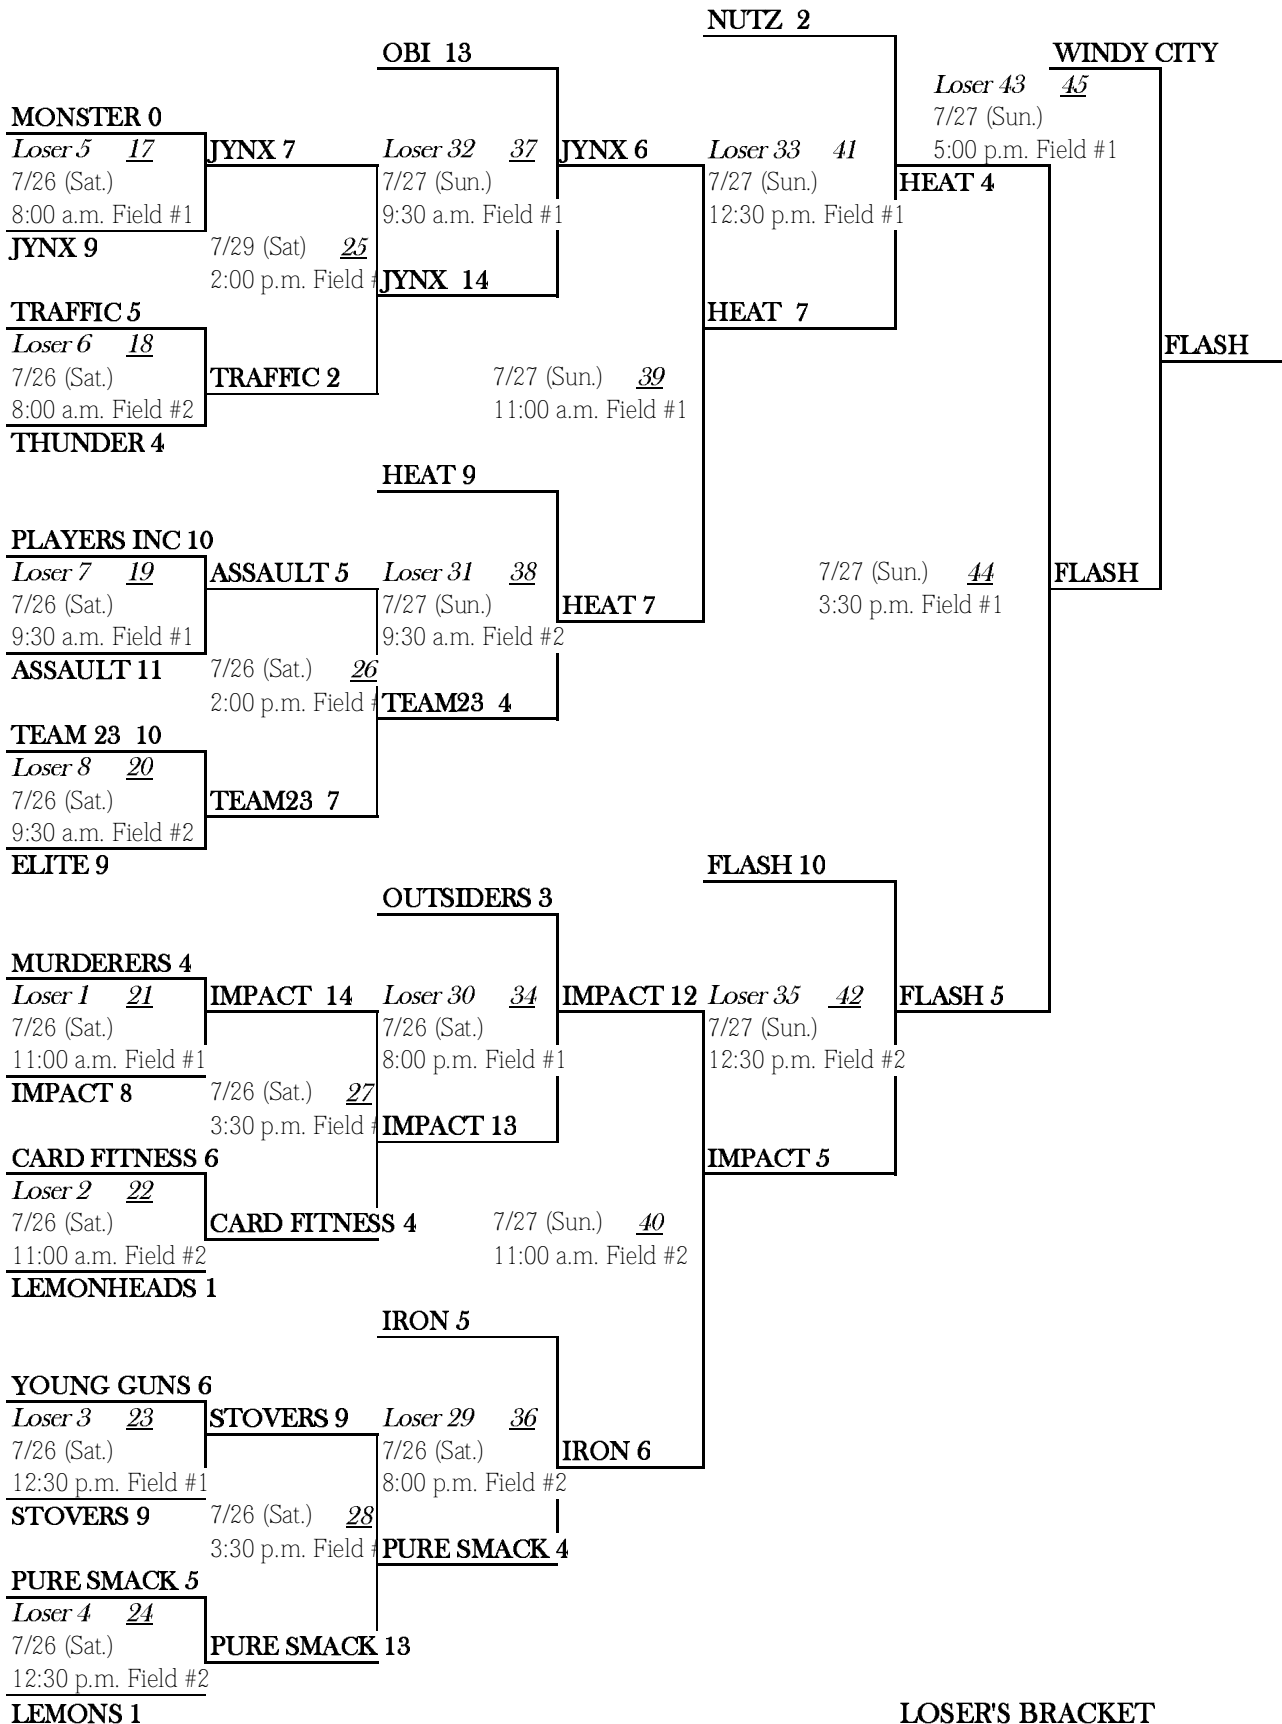 NUTZ 2
OBI 13
WINDY CITY
Loser 43 45
7/27 (Sun.)
5:00 p.m. Field #1
MONSTER 0
Loser 5 17
7/26 (Sat.)
8:00 a.m. Field #1
JYNX 9
JYNX 7
Loser 32 37
7/27 (Sun.)
9:30 a.m. Field #1
JYNX 6
Loser 33 41
7/27 (Sun.)
12:30 p.m. Field #1
HEAT 4
7/29 (Sat) 25
2:00 p.m. Field #
JYNX 14
TRAFFIC 5
Loser 6 18
7/26 (Sat.)
8:00 a.m. Field #2
THUNDER 4
TRAFFIC 2
7/27 (Sun.) 39
11:00 a.m. Field #1
HEAT 7
FLASH
HEAT 9
PLAYERS INC 10
Loser 7 19
7/26 (Sat.)
9:30 a.m. Field #1
ASSAULT 11
ASSAULT 5
Loser 31 38
7/27 (Sun.)
9:30 a.m. Field #2
HEAT 7
7/27 (Sun.) 44
3:30 p.m. Field #1
FLASH
7/26 (Sat.) 26
2:00 p.m. Field #
TEAM23 4
TEAM 23 10
Loser 8 20
7/26 (Sat.)
9:30 a.m. Field #2
ELITE 9
TEAM23 7
FLASH 10
OUTSIDERS 3
MURDERERS 4
Loser 1 21
7/26 (Sat.)
11:00 a.m. Field #1
IMPACT 8
IMPACT 14
Loser 30 34
7/26 (Sat.)
8:00 p.m. Field #1
IMPACT 12
Loser 35 42
7/27 (Sun.)
12:30 p.m. Field #2
FLASH 5
7/26 (Sat.) 27
3:30 p.m. Field #
IMPACT 13
CARD FITNESS 6
Loser 2 22
7/26 (Sat.)
11:00 a.m. Field #2
LEMONHEADS 1
CARD FITNESS 4
7/27 (Sun.) 40
11:00 a.m. Field #2
IMPACT 5
IRON 5
YOUNG GUNS 6
Loser 3 23
7/26 (Sat.)
12:30 p.m. Field #1
STOVERS 9
STOVERS 9
Loser 29 36
7/26 (Sat.)
8:00 p.m. Field #2
IRON 6
7/26 (Sat.) 28
3:30 p.m. Field #
PURE SMACK 4
PURE SMACK 5
Loser 4 24
7/26 (Sat.)
12:30 p.m. Field #2
LEMONS 1
PURE SMACK 13
LOSER'S BRACKET